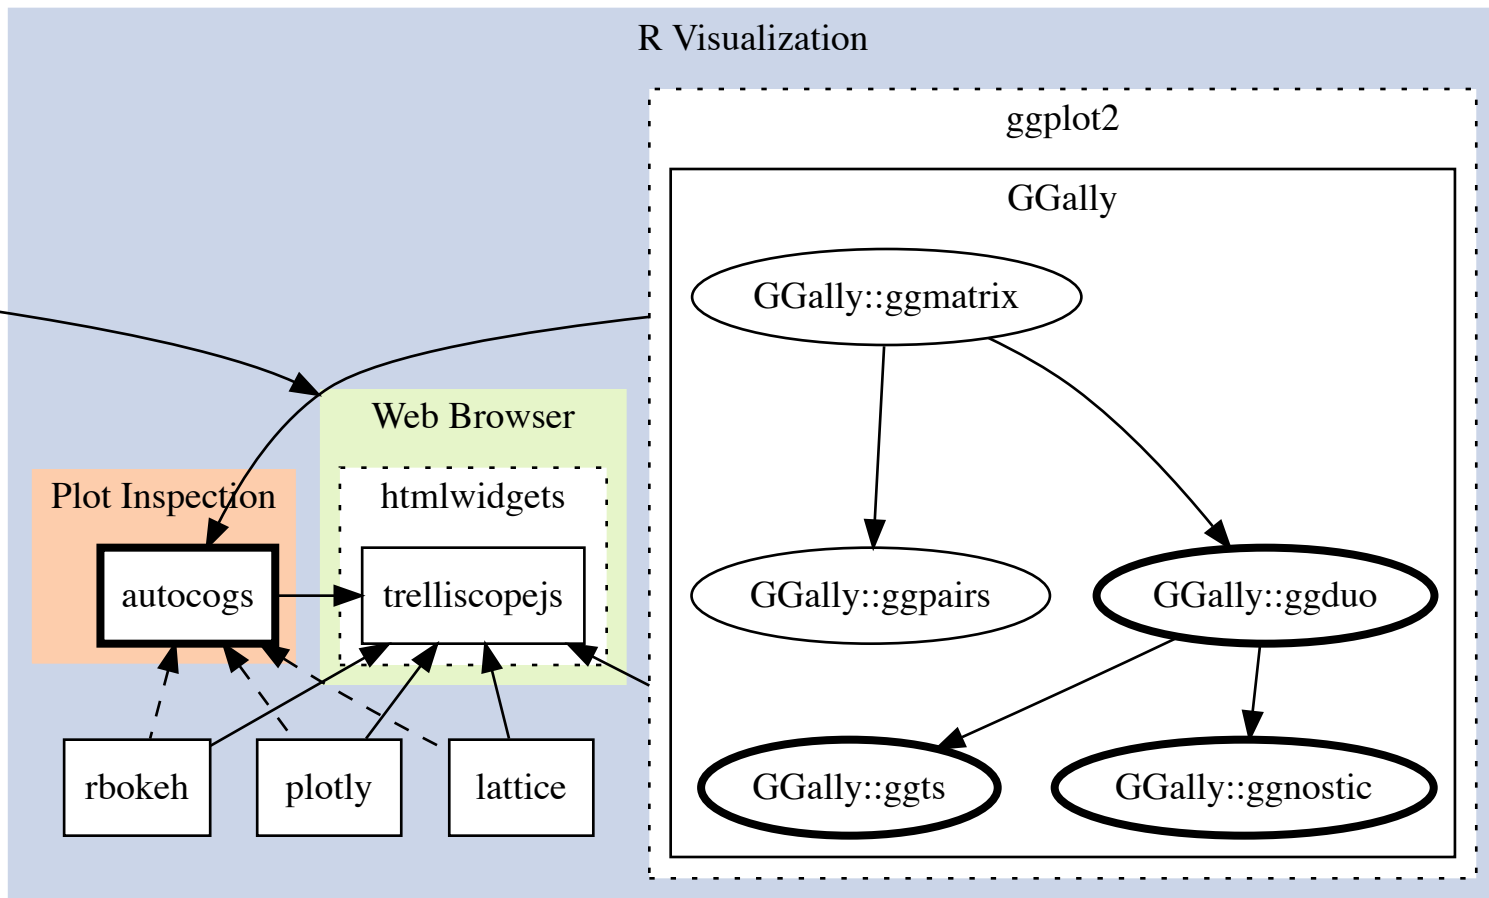 R Visualization
ggplot2
GGally
GGally::ggmatrix
Web Browser
Plot Inspection
htmlwidgets
autocogs
trelliscopejs
GGally::ggpairs
GGally::ggduo
rbokeh
plotly
lattice
GGally::ggts
GGally::ggnostic